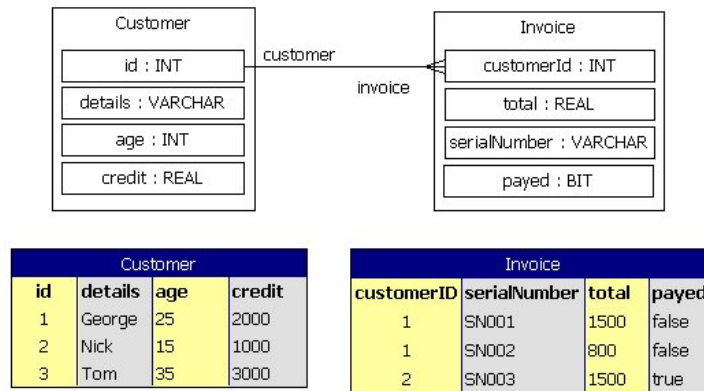 Customer
id : INT
details : VARCHAR
age : INT
credit : REAL
customer
invoice
Invoice
customerId : INT
total : REAL
serialNumber : VARCHAR
payed : BIT
Customer
id details age credit
1 George 25 2000
2 Nick 15 1000
3 Tom 35 3000
Invoice
customerID serialNumber total payed
1 SN001 1500 false
1 SN002 800 false
2 SN003 1500 true